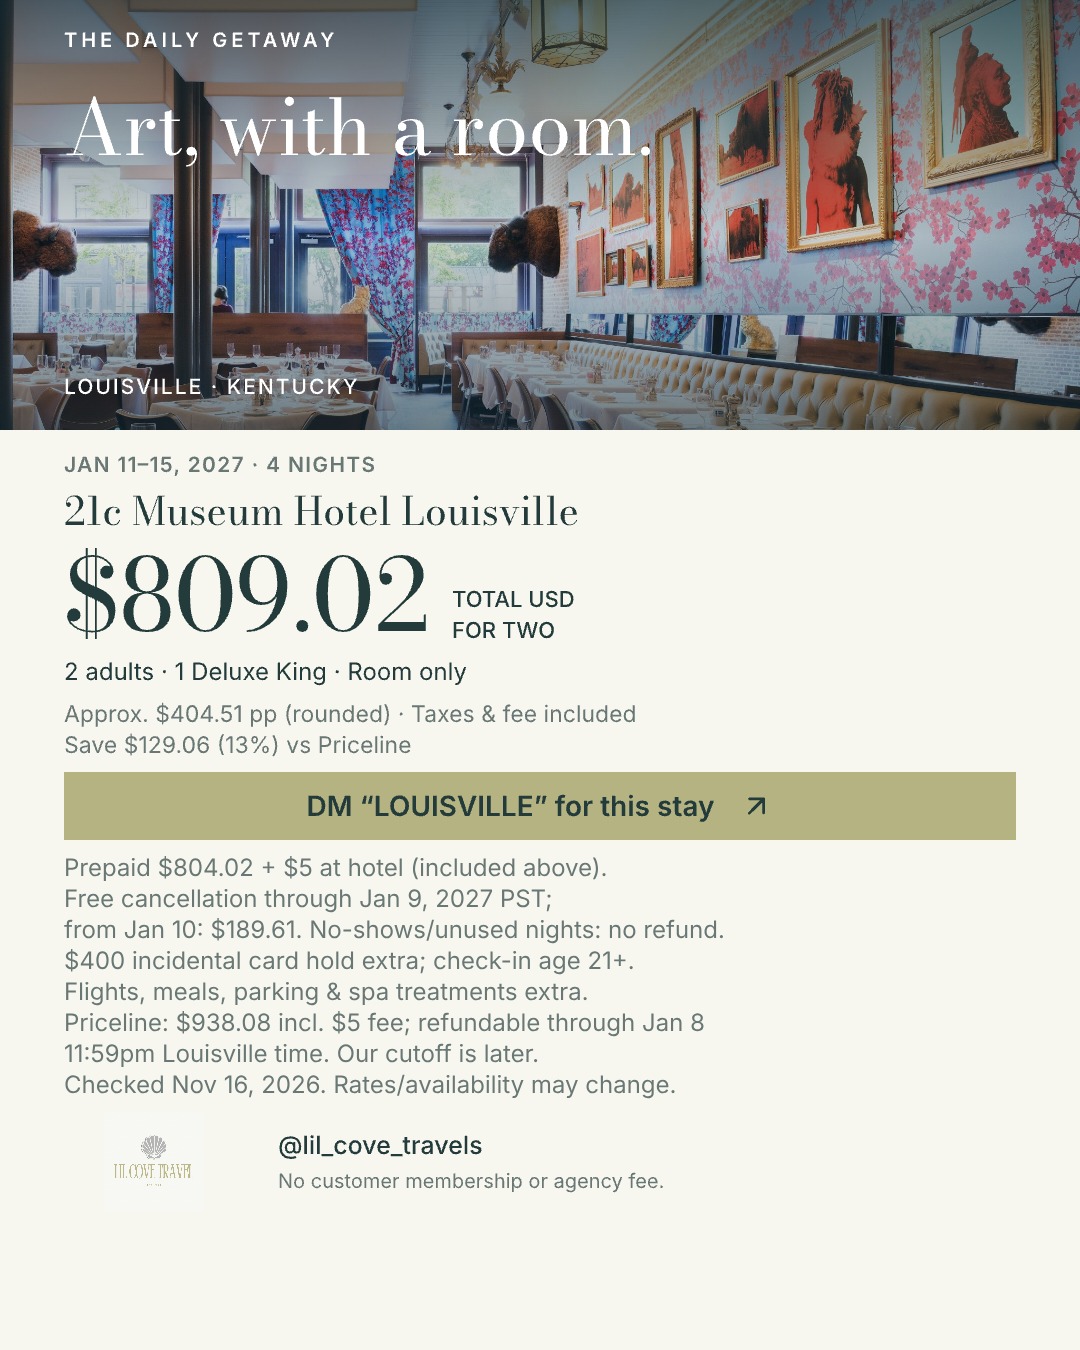 THE DAILY GETAWAY
Art, with a room.
LOUISVILLE · KENTUCKY
JAN 11–15, 2027 · 4 NIGHTS
21c Museum Hotel Louisville
$809.02
TOTAL USD
FOR TWO
2 adults · 1 Deluxe King · Room only
Approx. $404.51 pp (rounded) · Taxes & fee included
Save $129.06 (13%) vs Priceline
DM “LOUISVILLE” for this stay ↗
Prepaid $804.02 + $5 at hotel (included above).
Free cancellation through Jan 9, 2027 PST;
from Jan 10: $189.61. No-shows/unused nights: no refund.
$400 incidental card hold extra; check-in age 21+.
Flights, meals, parking & spa treatments extra.
Priceline: $938.08 incl. $5 fee; refundable through Jan 8
11:59pm Louisville time. Our cutoff is later.
Checked Nov 16, 2026. Rates/availability may change.
LIL COVE TRAVEL
@lil_cove_travels
No customer membership or agency fee.